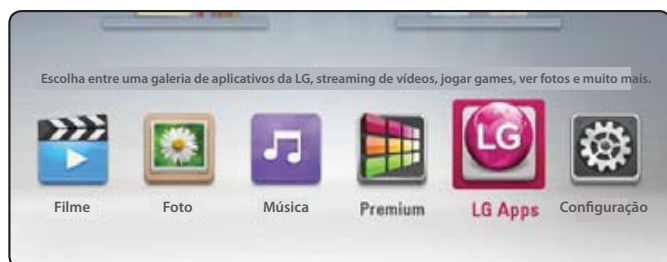 Escolha entre uma galeria de aplicativos da LG, streaming de vídeos, jogar games, ver fotos e muito mais.
LG
Filme Foto Música Premium LG Apps Configuração